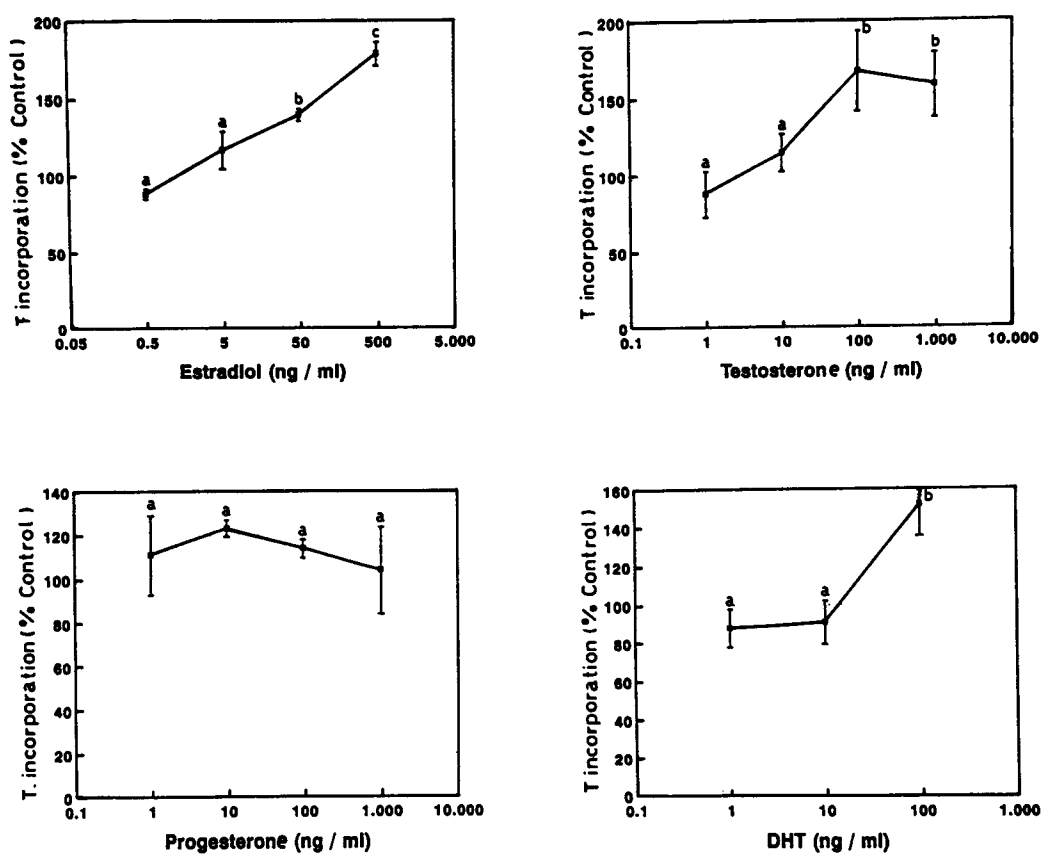 T incorporation (% Control)
200
150
100
50
0
a
a
b
c
0.05 0.5 5 50 500 5.000
Estradiol (ng / ml)
T incorporation (% Control)
200
150
100
50
0
a
a
b
b
0.1 1 10 100 1.000 10.000
Testosterone (ng / ml)
T. incorporation (% Control)
140
120
100
80
60
40
20
0
a
a
a
a
0.1 1 10 100 1.000 10.000
Progesterone (ng / ml)
T incorporation (% Control)
160
140
120
100
80
60
40
20
0
a
a
b
0.1 1 10 100 1.000
DHT (ng / ml)